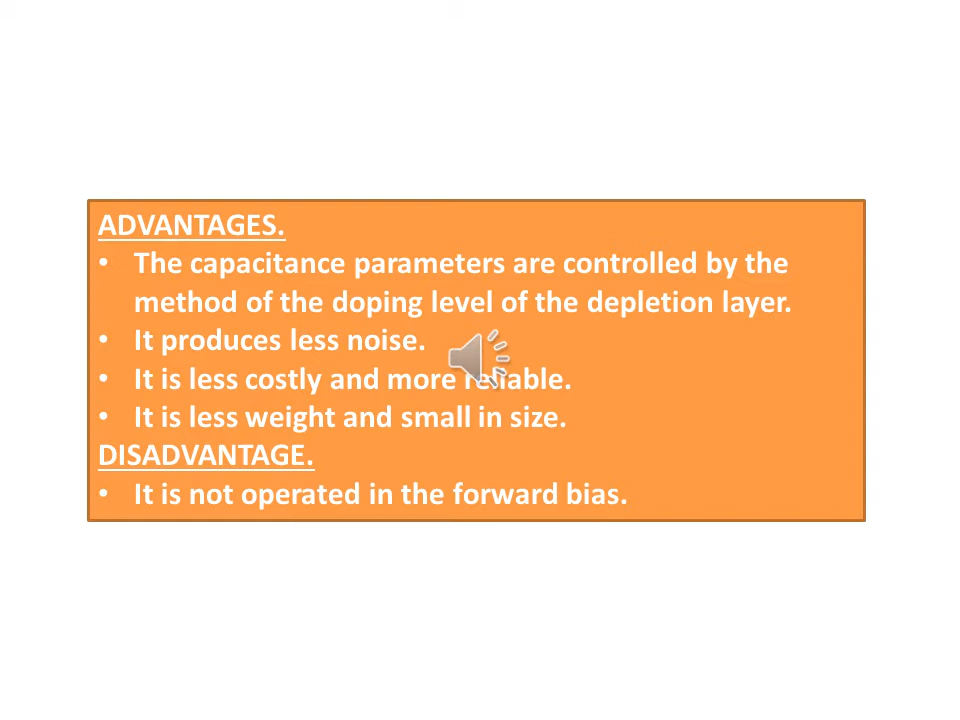 ADVANTAGES.
• The capacitance parameters are controlled by the
method of the doping level of the depletion layer.
• It produces less noise.
• It is less costly and more reliable.
• It is less weight and small in size.
DISADVANTAGE.
• It is not operated in the forward bias.